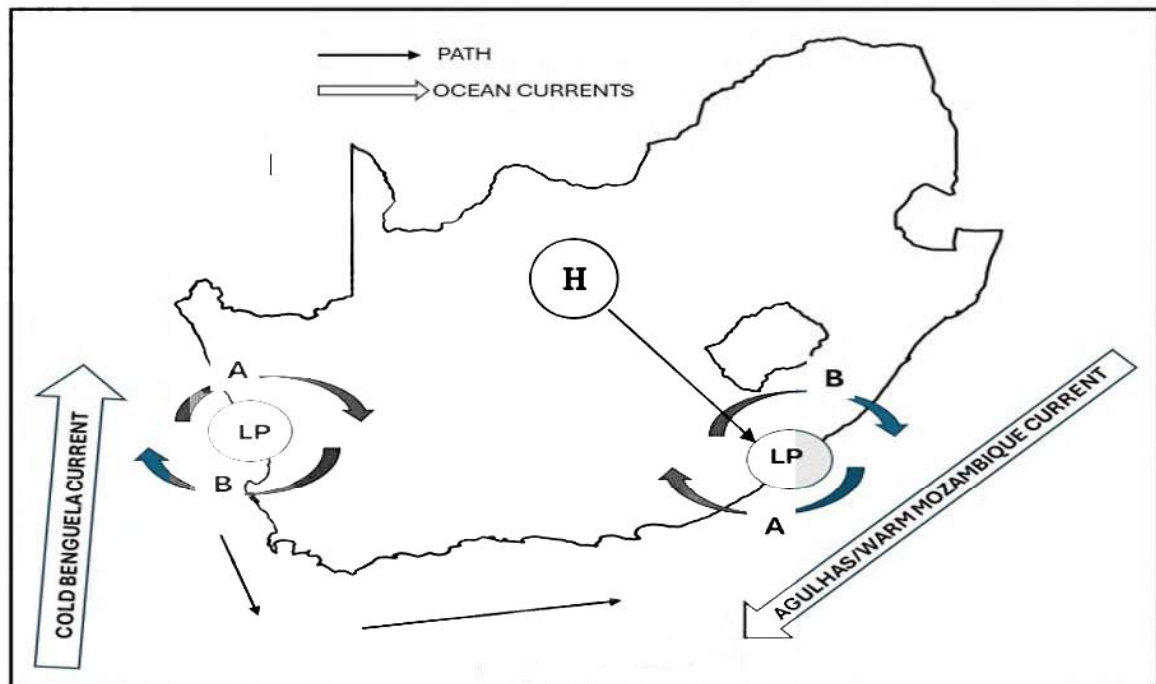 PATH
OCEAN CURRENTS
H
A
LP
B
B
LP
A
COLD BENGUELA CURRENT
AGULHAS/WARM MOZAMBIQUE CURRENT